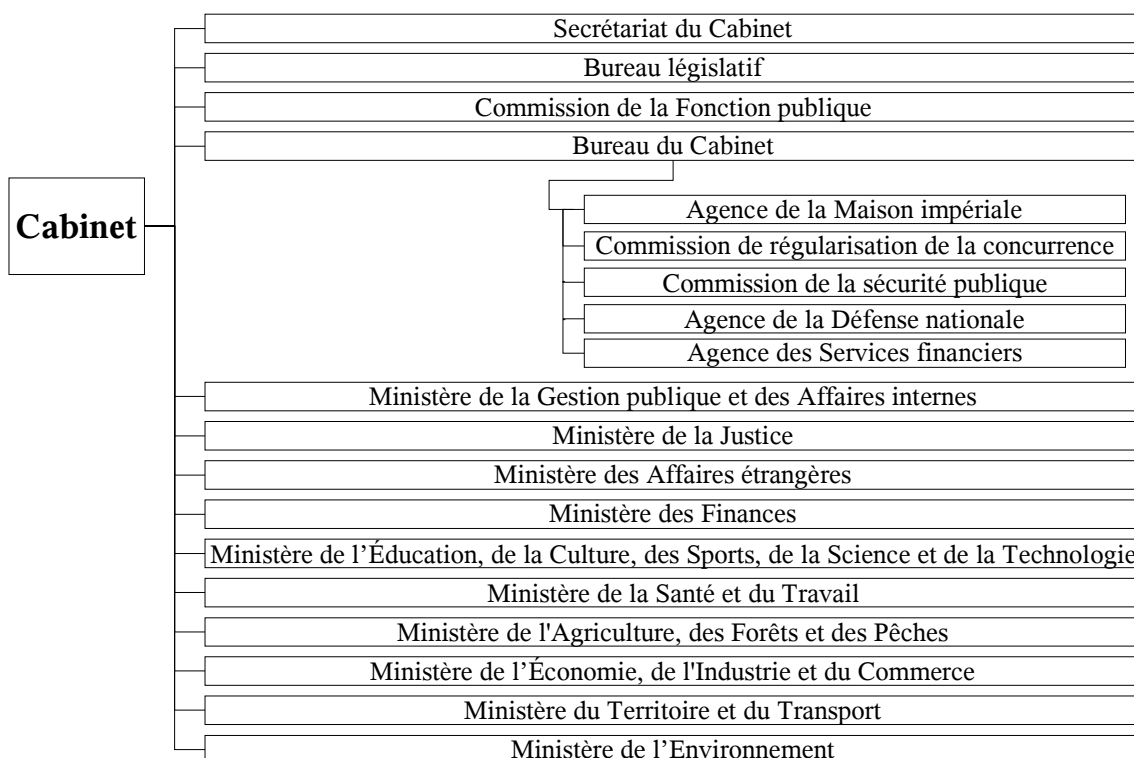 Secrétariat du Cabinet
Bureau législatif
Commission de la Fonction publique
Bureau du Cabinet
Cabinet
Agence de la Maison impériale
Commission de régularisation de la concurrence
Commission de la sécurité publique
Agence de la Défense nationale
Agence des Services financiers
Ministère de la Gestion publique et des Affaires internes
Ministère de la Justice
Ministère des Affaires étrangères
Ministère des Finances
Ministère de l’Éducation, de la Culture, des Sports, de la Science et de la Technologie
Ministère de la Santé et du Travail
Ministère de l'Agriculture, des Forêts et des Pêches
Ministère de l’Économie, de l'Industrie et du Commerce
Ministère du Territoire et du Transport
Ministère de l’Environnement